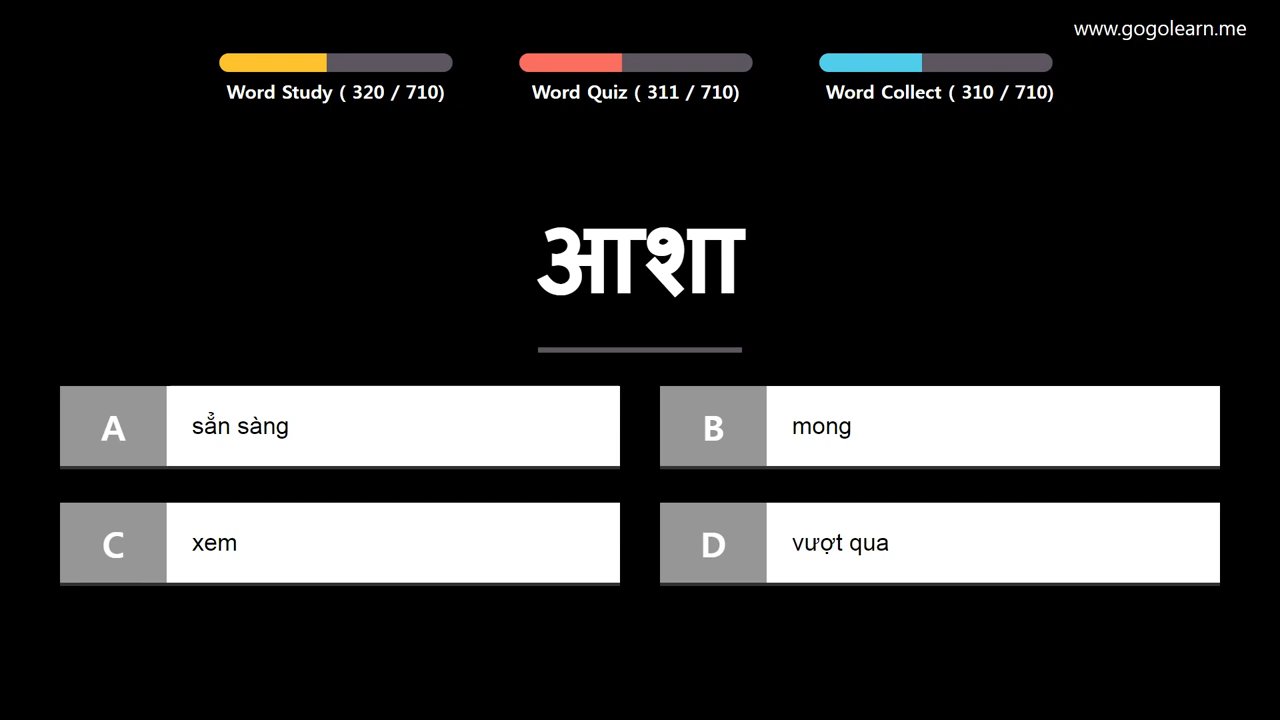 www.gogolearn.me
Word Study ( 320 / 710)
Word Quiz ( 311 / 710)
Word Collect ( 310 / 710)
आशा
A sẳn sàng
B mong
C xem
D vượt qua